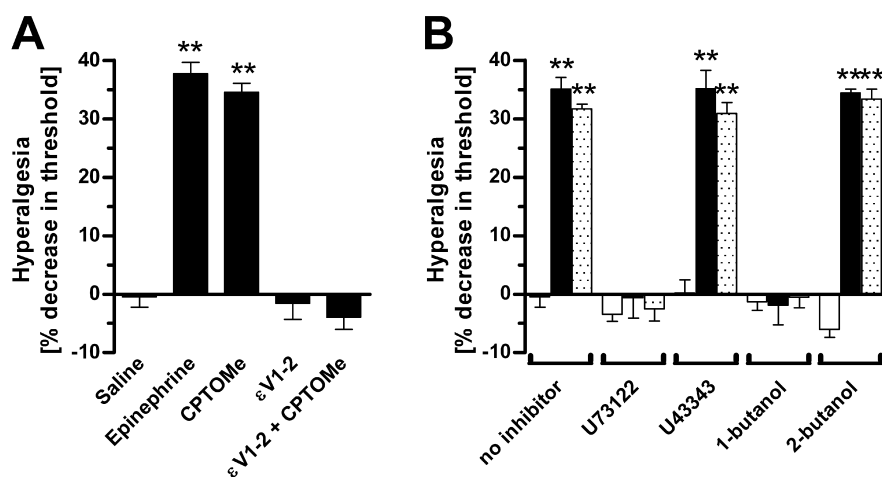 A
Hyperalgesia
[% decrease in threshold]
40
30
20
10
0
-10
**
**
Saline
Epinephrine
CPTOMe
εV1-2
εV1-2 + CPTOMe
B
Hyperalgesia
[% decrease in threshold]
40
30
20
10
0
-10
**
**
**
**
****
no inhibitor
U73122
U43343
1-butanol
2-butanol